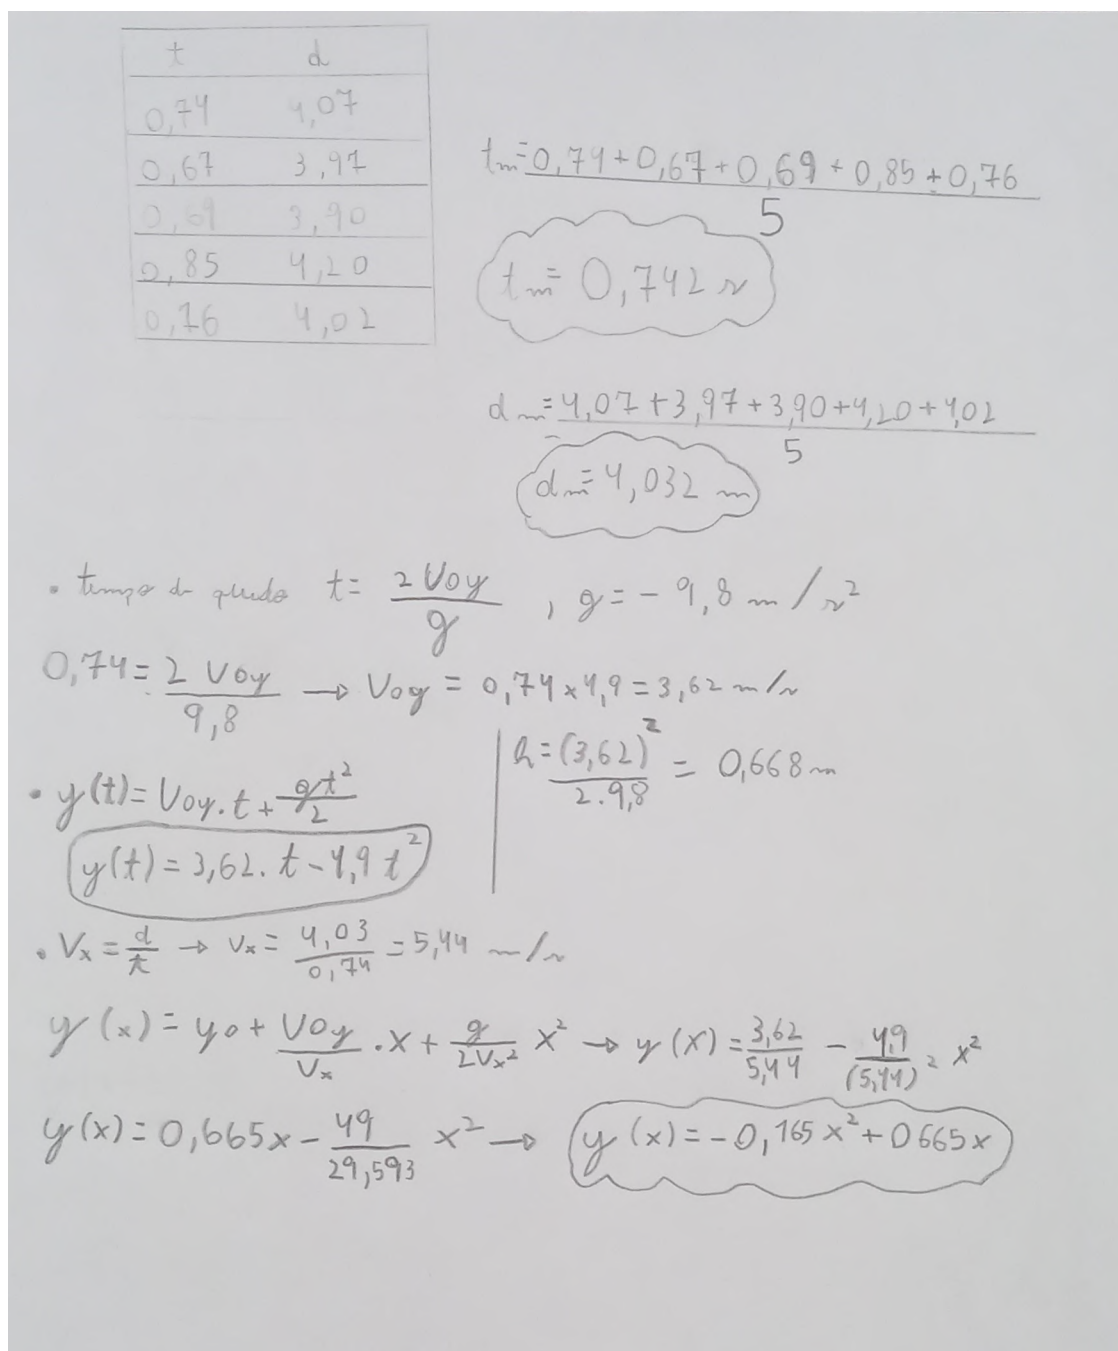 t d
0,74 4,07
0,67 3,97
0,69 3,90
0,85 4,20
0,76 4,02
tm = 0,74 + 0,67 + 0,69 + 0,85 + 0,76
5
tm = 0,742 s
dm = 4,07 + 3,97 + 3,90 + 4,20 + 4,02
5
dm = 4,032 m
• tempo de queda t = 2 Voy / g , g = - 9,8 m/s²
0,74 = 2 Voy / 9,8 → Voy = 0,74 x 4,9 = 3,62 m/s
h = (3,62)² / 2.9,8 = 0,668 m
• y(t) = Voy.t + gt² / 2
y(t) = 3,62. t - 4,9 t²
• Vx = d / t → Vx = 4,03 / 0,74 = 5,44 m/s
y(x) = yo + Voy / Vx . x + g / 2Vx² x² → y(x) = 3,62 / 5,44 - 4,9 / (5,44)² x²
y(x) = 0,665x - 49 / 29,593 x² → y(x) = -0,165x² + 0665x